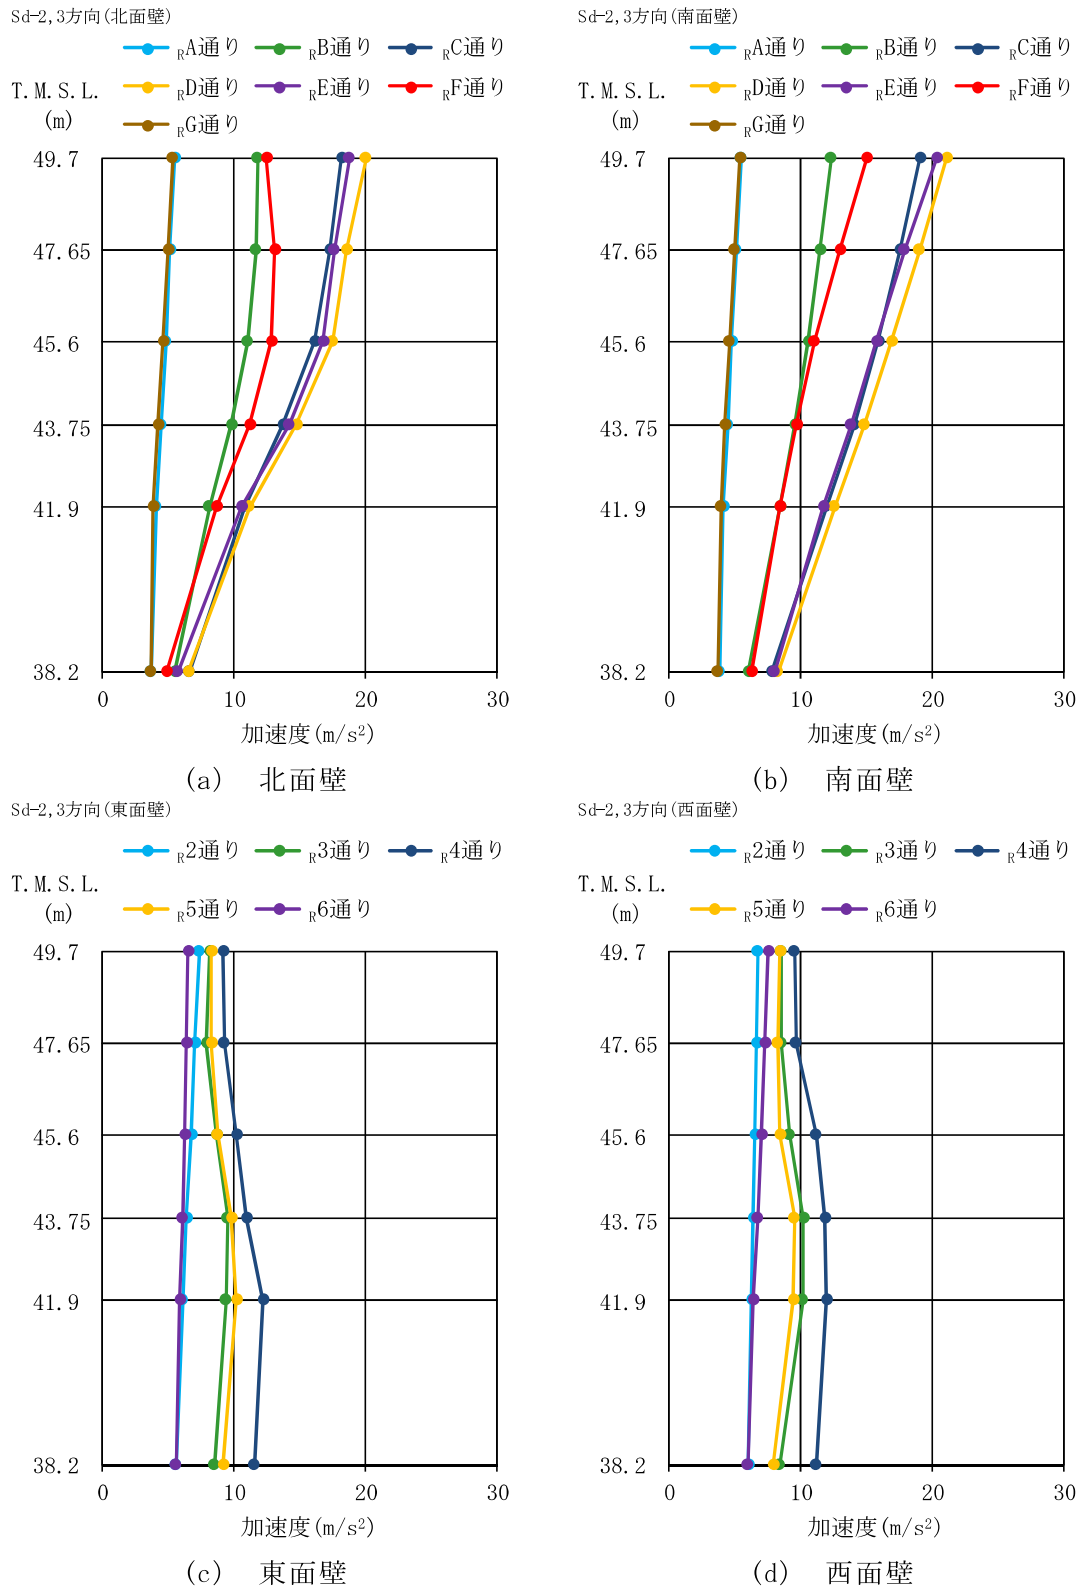 Sd-2,3方向(北面壁)
RA通り RB通り RC通り
T.M.S.L. RD通り RE通り RF通り
(m) RG通り
49.7
47.65
45.6
43.75
41.9
38.2
0 10 20 30
加速度(m/s²)
(a) 北面壁
Sd-2,3方向(南面壁)
RA通り RB通り RC通り
T.M.S.L. RD通り RE通り RF通り
(m) RG通り
49.7
47.65
45.6
43.75
41.9
38.2
0 10 20 30
加速度(m/s²)
(b) 南面壁
Sd-2,3方向(東面壁)
R2通り R3通り R4通り
T.M.S.L.
(m) R5通り R6通り
49.7
47.65
45.6
43.75
41.9
38.2
0 10 20 30
加速度(m/s²)
(c) 東面壁
Sd-2,3方向(西面壁)
R2通り R3通り R4通り
T.M.S.L.
(m) R5通り R6通り
49.7
47.65
45.6
43.75
41.9
38.2
0 10 20 30
加速度(m/s²)
(d) 西面壁